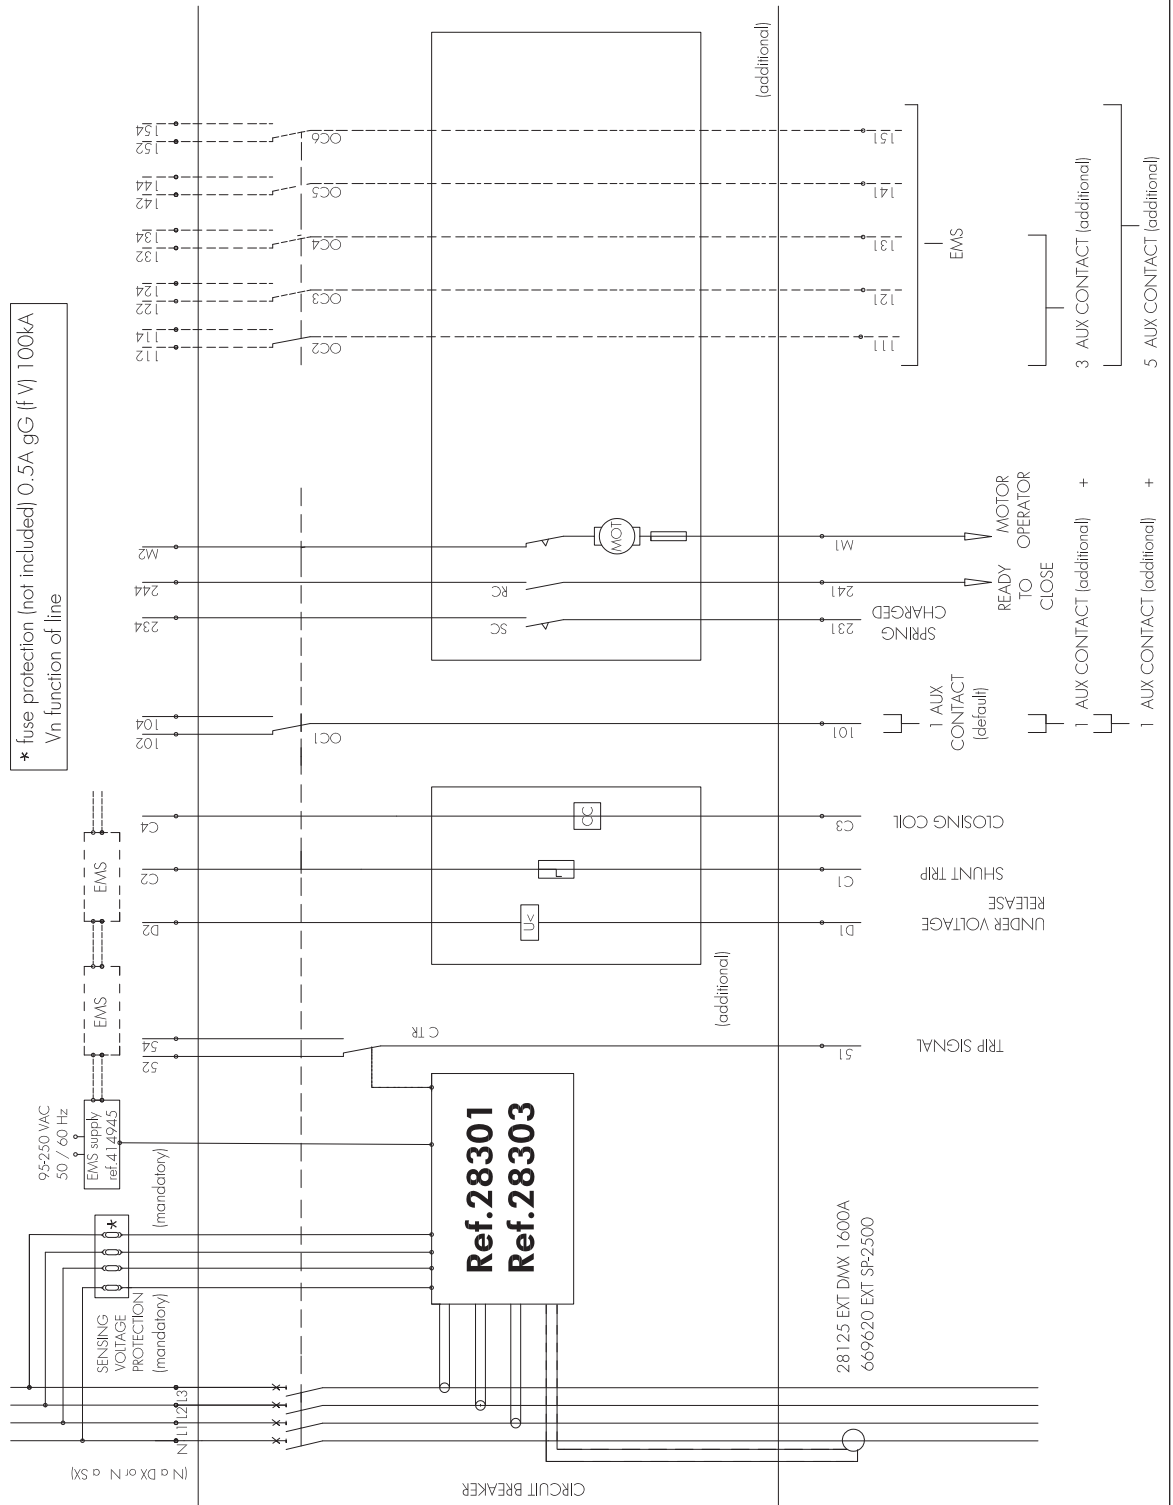 * fuse protection (not included) 0.5A gG (f V) 100kA
Vn function of line
95-250 VAC
50 / 60 Hz
EMS supply
ref.414945
(mandatory)
EMS
EMS
*
SENSING
VOLTAGE
PROTECTION
(mandatory)
(N a DX or N a SX)
N
L1
L2
L3
52
54
D2
C2
C4
102
104
234
244
M2
112
114
122
124
132
134
142
144
152
154
C TR
OC1
OC2
OC3
OC4
OC5
OC6
SC
RC
MOT
U<
CC
Ref.28301
Ref.28303
(additional)
(additional)
CIRCUIT BREAKER
28125 EXT DMX 1600A
669620 EXT SP-2500
51
D1
C1
C3
101
231
241
M1
111
121
131
141
151
TRIP SIGNAL
UNDER VOLTAGE
RELEASE
SHUNT TRIP
CLOSING COIL
1 AUX
CONTACT
(default)
SPRING
CHARGED
READY
TO
CLOSE
MOTOR
OPERATOR
EMS
1 AUX CONTACT (additional) + 3 AUX CONTACT (additional)
1 AUX CONTACT (additional) + 5 AUX CONTACT (additional)